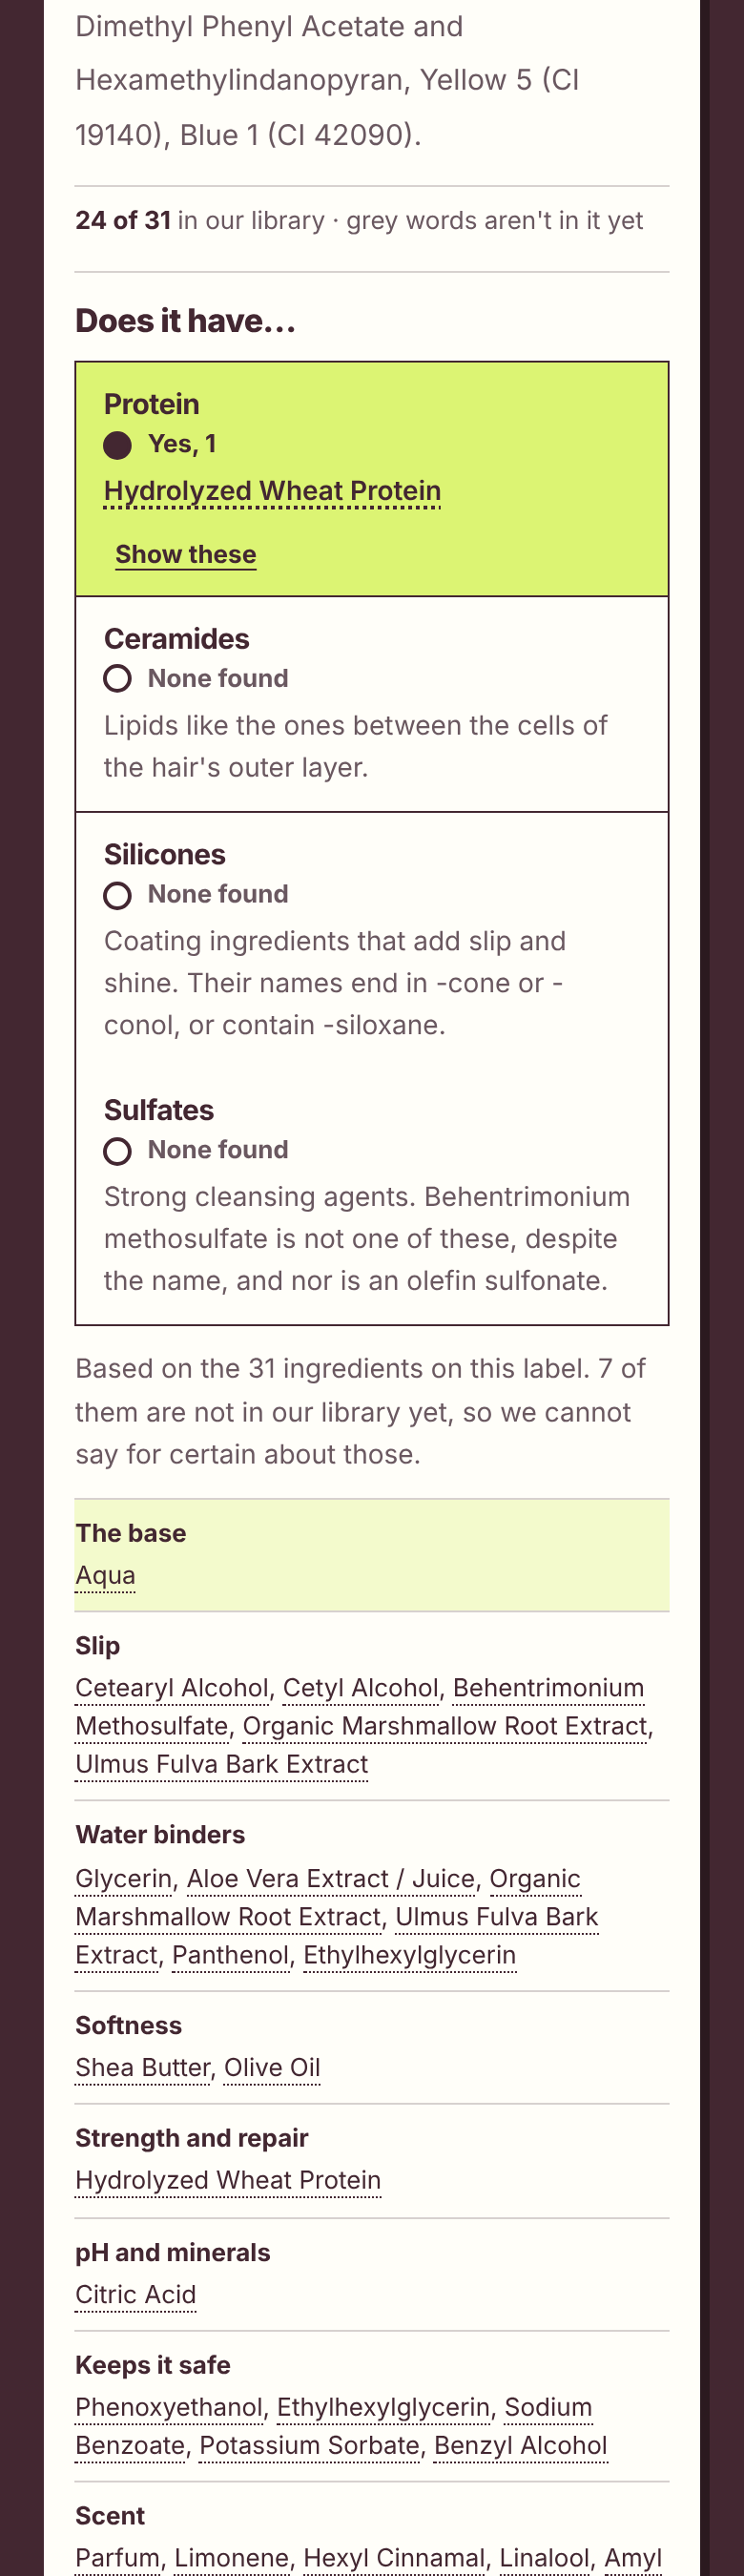 Dimethyl Phenyl Acetate and
Hexamethylindanopyran, Yellow 5 (CI
19140), Blue 1 (CI 42090).
24 of 31 in our library · grey words aren't in it yet
Does it have...
Protein
Yes, 1
Hydrolyzed Wheat Protein
Show these
Ceramides
None found
Lipids like the ones between the cells of
the hair's outer layer.
Silicones
None found
Coating ingredients that add slip and
shine. Their names end in -cone or -
conol, or contain -siloxane.
Sulfates
None found
Strong cleansing agents. Behentrimonium
methosulfate is not one of these, despite
the name, and nor is an olefin sulfonate.
Based on the 31 ingredients on this label. 7 of
them are not in our library yet, so we cannot
say for certain about those.
The base
Aqua
Slip
Cetearyl Alcohol, Cetyl Alcohol, Behentrimonium
Methosulfate, Organic Marshmallow Root Extract,
Ulmus Fulva Bark Extract
Water binders
Glycerin, Aloe Vera Extract / Juice, Organic
Marshmallow Root Extract, Ulmus Fulva Bark
Extract, Panthenol, Ethylhexylglycerin
Softness
Shea Butter, Olive Oil
Strength and repair
Hydrolyzed Wheat Protein
pH and minerals
Citric Acid
Keeps it safe
Phenoxyethanol, Ethylhexylglycerin, Sodium
Benzoate, Potassium Sorbate, Benzyl Alcohol
Scent
Parfum, Limonene, Hexyl Cinnamal, Linalool, Amyl